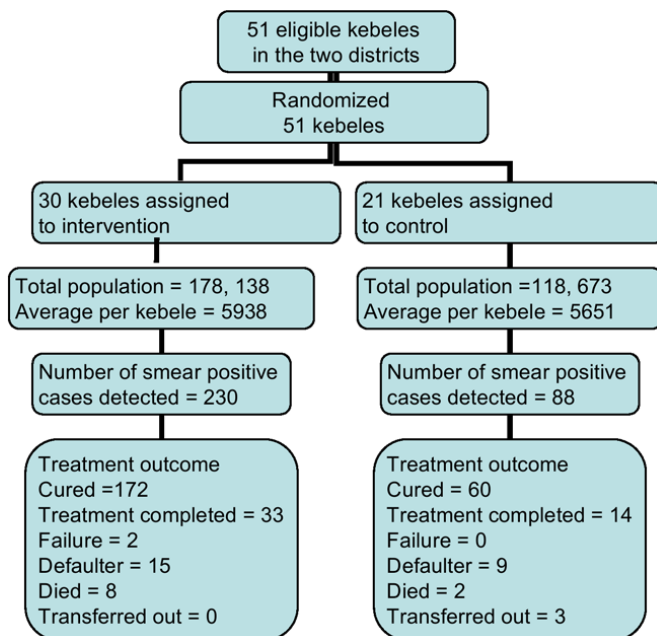 51 eligible kebeles
in the two districts
Randomized
51 kebeles
30 kebeles assigned
to intervention
21 kebeles assigned
to control
Total population = 178, 138
Average per kebele = 5938
Total population =118, 673
Average per kebele = 5651
Number of smear positive
cases detected = 230
Number of smear positive
cases detected = 88
Treatment outcome
Cured =172
Treatment completed = 33
Failure = 2
Defaulter = 15
Died = 8
Transferred out = 0
Treatment outcome
Cured = 60
Treatment completed = 14
Failure = 0
Defaulter = 9
Died = 2
Transferred out = 3